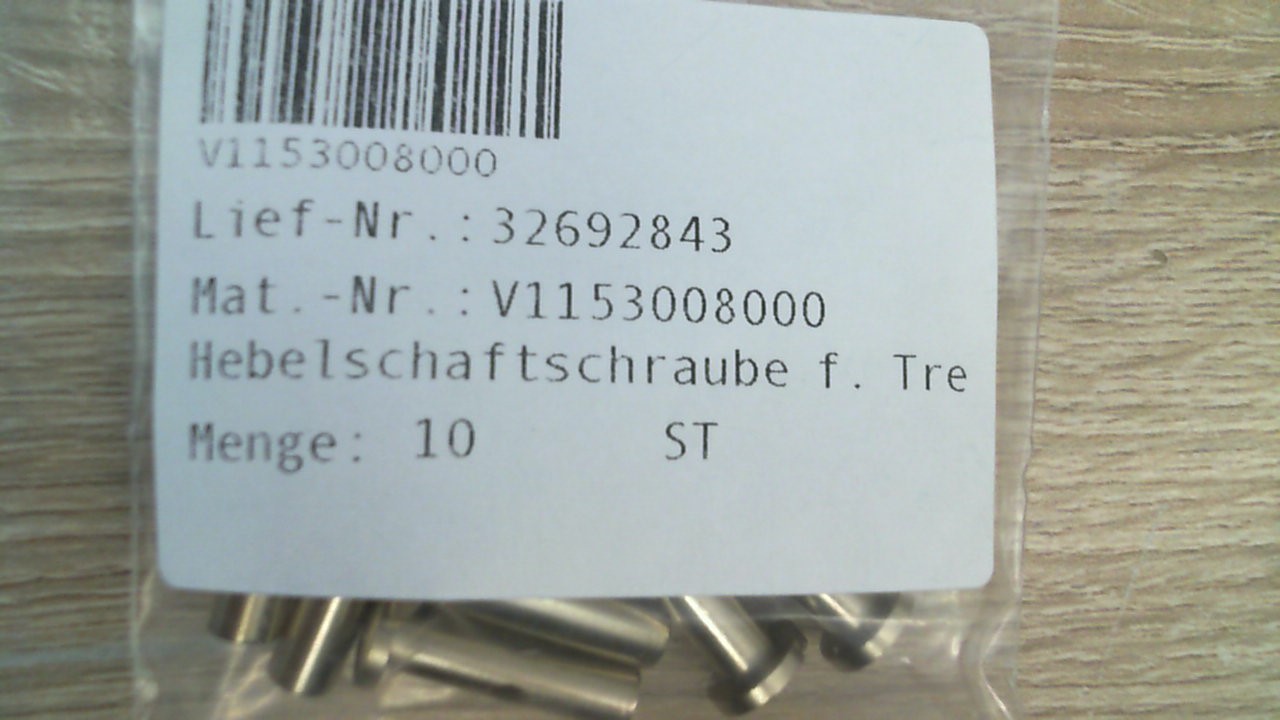 V1153008000
Lief-Nr.:32692843
Mat.-Nr.:V1153008000
Hebelschaftschraube f. Tre
Menge: 10 ST